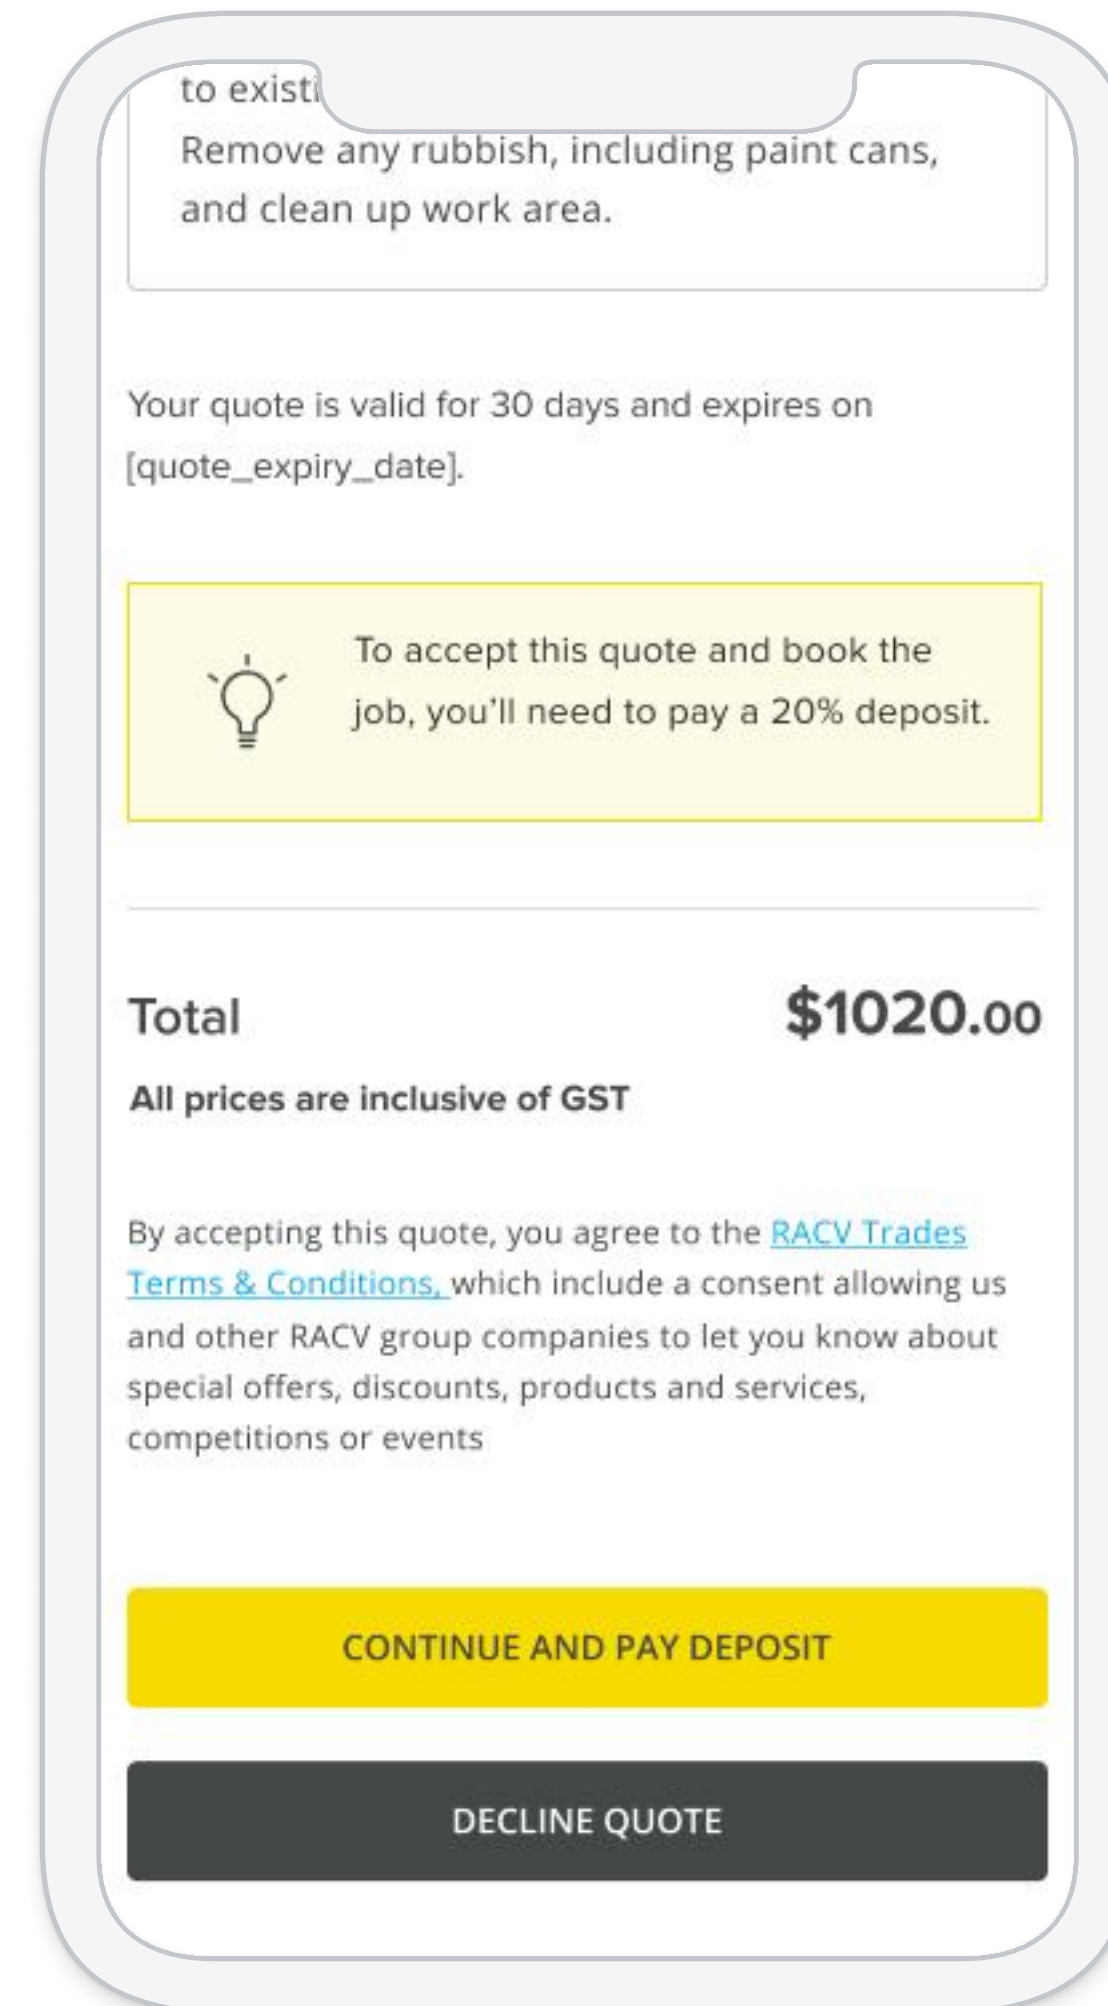 to existi
Remove any rubbish, including paint cans,
and clean up work area.
Your quote is valid for 30 days and expires on
[quote_expiry_date].
To accept this quote and book the
job, you'll need to pay a 20% deposit.
Total $1020.00
All prices are inclusive of GST
By accepting this quote, you agree to the RACV Trades
Terms & Conditions, which include a consent allowing us
and other RACV group companies to let you know about
special offers, discounts, products and services,
competitions or events
CONTINUE AND PAY DEPOSIT
DECLINE QUOTE